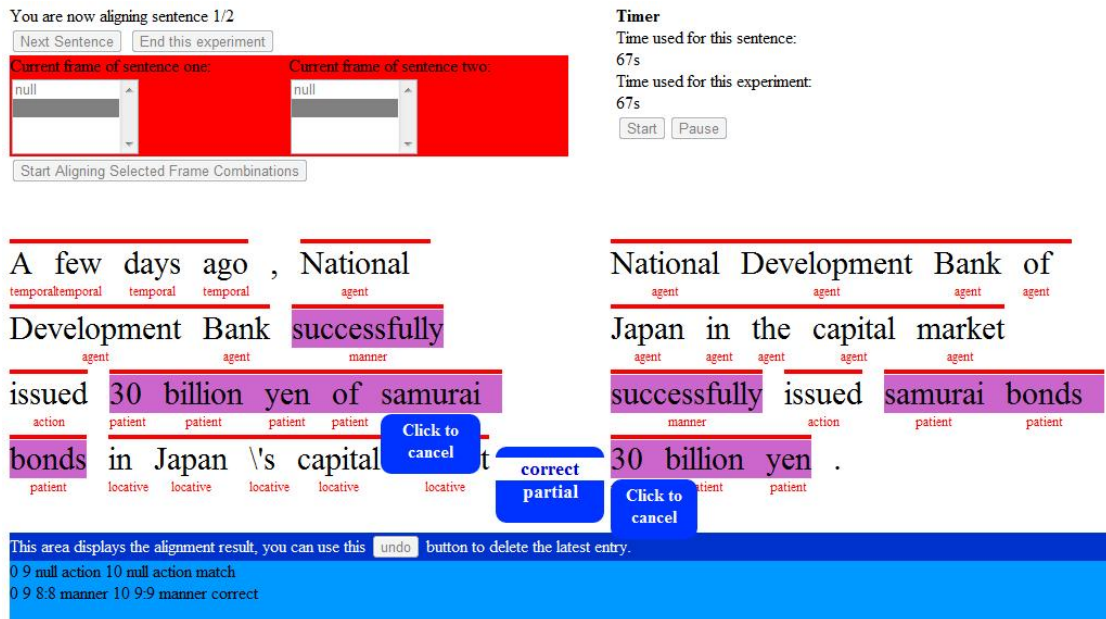 You are now aligning sentence 1/2
Next Sentence End this experiment
Current frame of sentence one: Current frame of sentence two:
null null
Start Aligning Selected Frame Combinations
Timer
Time used for this sentence:
67s
Time used for this experiment:
67s
Start Pause
A few days ago , National
temporal temporal temporal temporal agent
Development Bank successfully
agent agent manner
issued 30 billion yen of samurai
action patient patient patient patient
bonds in Japan \'s capital t
patient locative locative locative locative locative
Click to
cancel
correct
partial
National Development Bank of
agent agent agent agent
Japan in the capital market
agent agent agent agent agent
successfully issued samurai bonds
manner action patient patient
30 billion yen .
tient patient
Click to
cancel
This area displays the alignment result, you can use this undo button to delete the latest entry.
0 9 null action 10 null action match
0 9 8:8 manner 10 9:9 manner correct